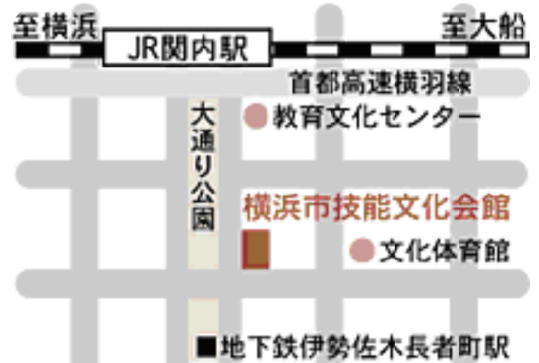 至横浜
至大船
JR関内駅
首都高速横羽線
大通り公園
教育文化センター
横浜市技能文化会館
文化体育館
地下鉄伊勢佐木長者町駅